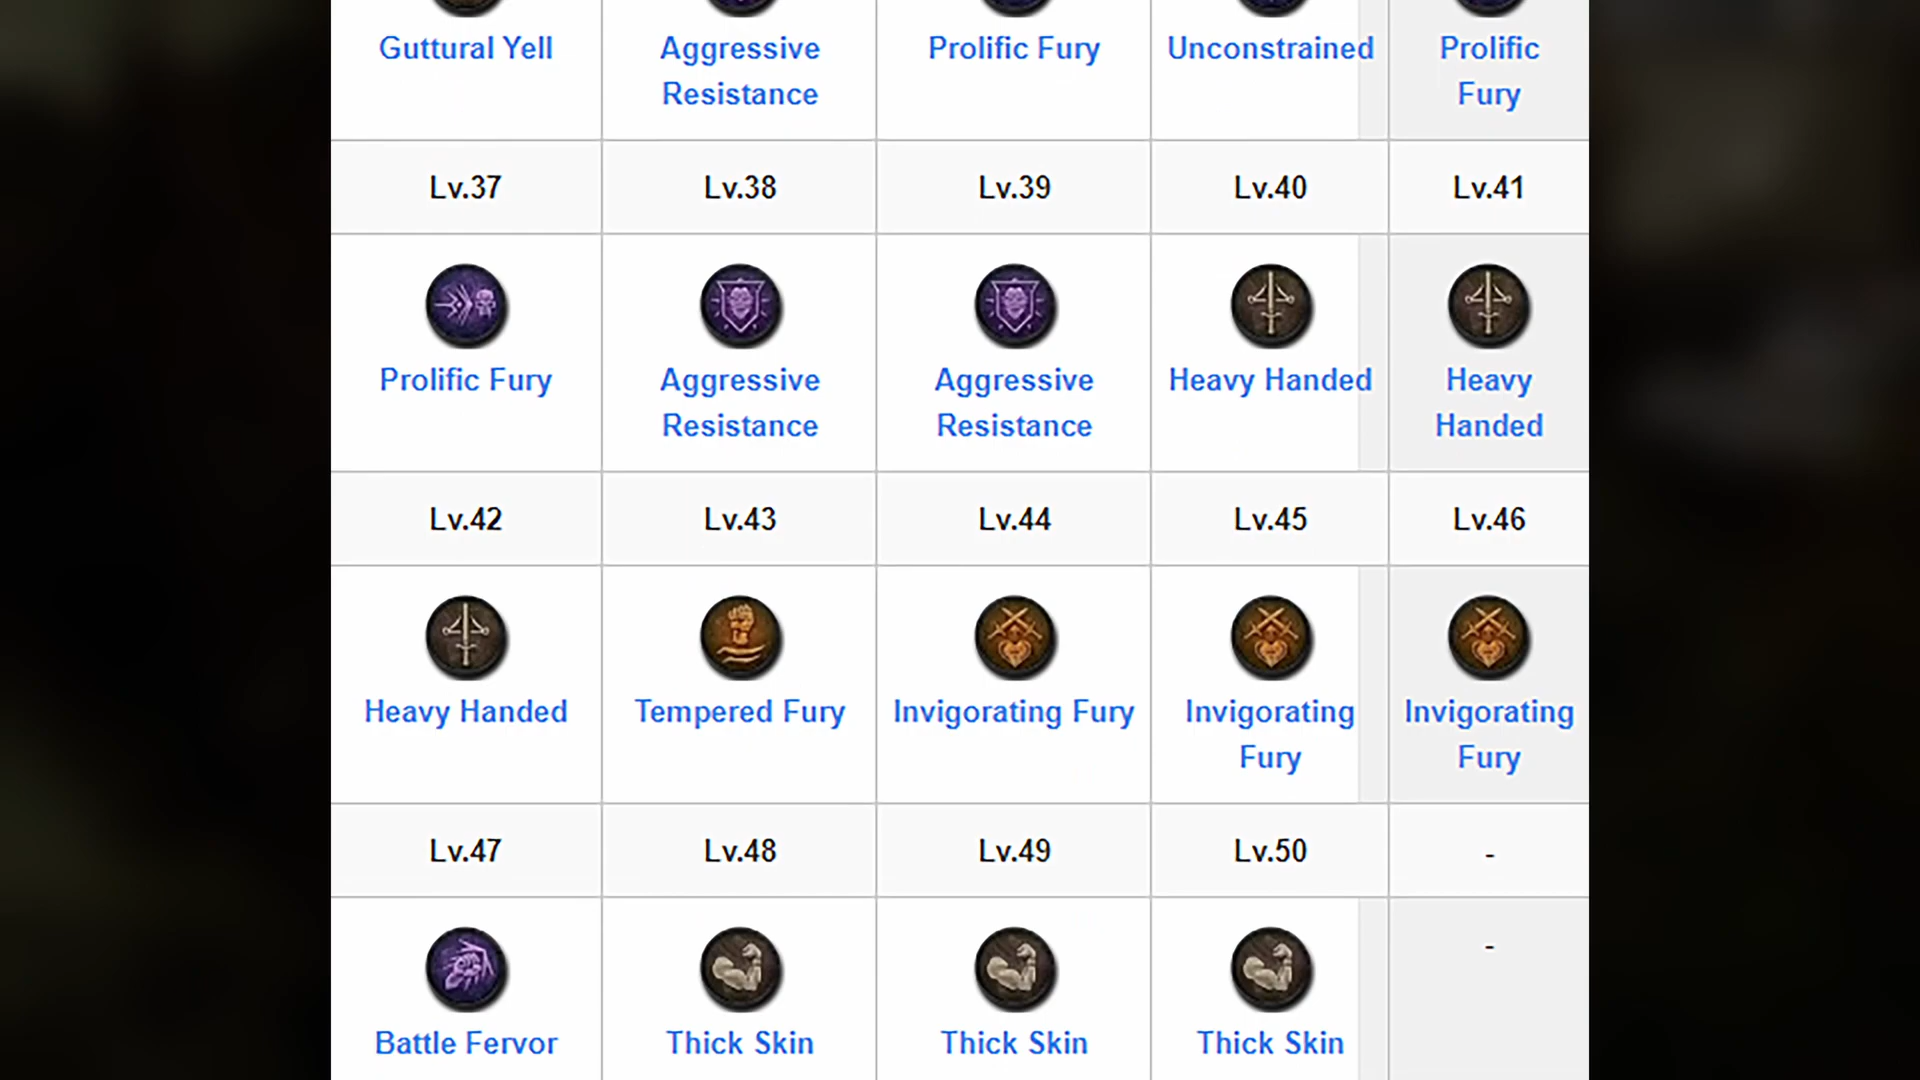 Guttural Yell
Aggressive
Resistance
Prolific Fury
Unconstrained
Prolific
Fury
Lv.37
Lv.38
Lv.39
Lv.40
Lv.41
Prolific Fury
Aggressive
Resistance
Aggressive
Resistance
Heavy Handed
Heavy
Handed
Lv.42
Lv.43
Lv.44
Lv.45
Lv.46
Heavy Handed
Tempered Fury
Invigorating Fury
Invigorating
Fury
Invigorating
Fury
Lv.47
Lv.48
Lv.49
Lv.50
-
Battle Fervor
Thick Skin
Thick Skin
Thick Skin
-